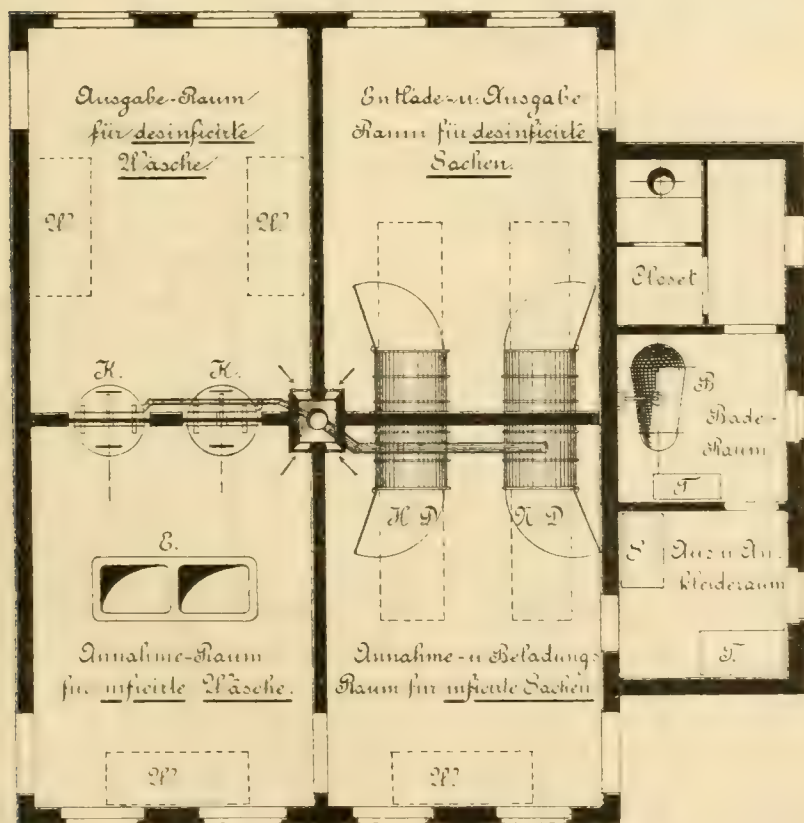 Ausgabe-Raum
für desinficirte
Wäsche.
Entlade- u. Ausgabe
Raum für desinficirte
Sachen.
W.
W.
Closet
K.
K.
B
Bade-
Raum
T
H D
N D
S
Aus u An
kleideraum
E.
T.
Annahme-Raum
für inficirte Wäsche.
Annahme- u Beladungs
Raum für inficirte Sachen
W.
W.